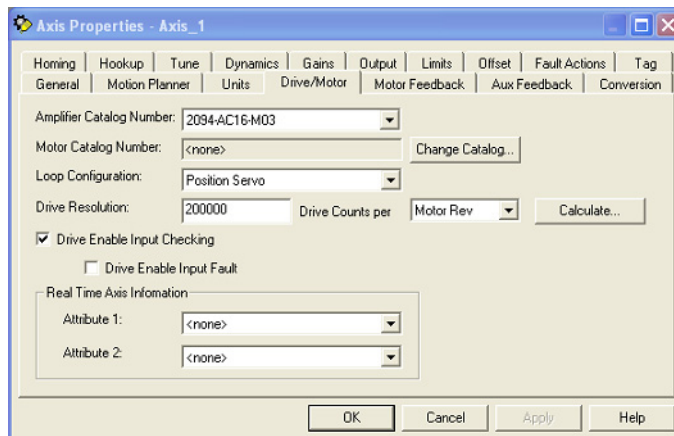 Axis Properties - Axis_1
Homing Hookup Tune Dynamics Gains Output Limits Offset Fault Actions Tag
General Motion Planner Units Drive/Motor Motor Feedback Aux Feedback Conversion
Amplifier Catalog Number: 2094-AC16-M03
Motor Catalog Number: <none> Change Catalog...
Loop Configuration: Position Servo
Drive Resolution: 200000 Drive Counts per Motor Rev Calculate...
Drive Enable Input Checking
Drive Enable Input Fault
Real Time Axis Infomation
Attribute 1: <none>
Attribute 2: <none>
OK Cancel Apply Help